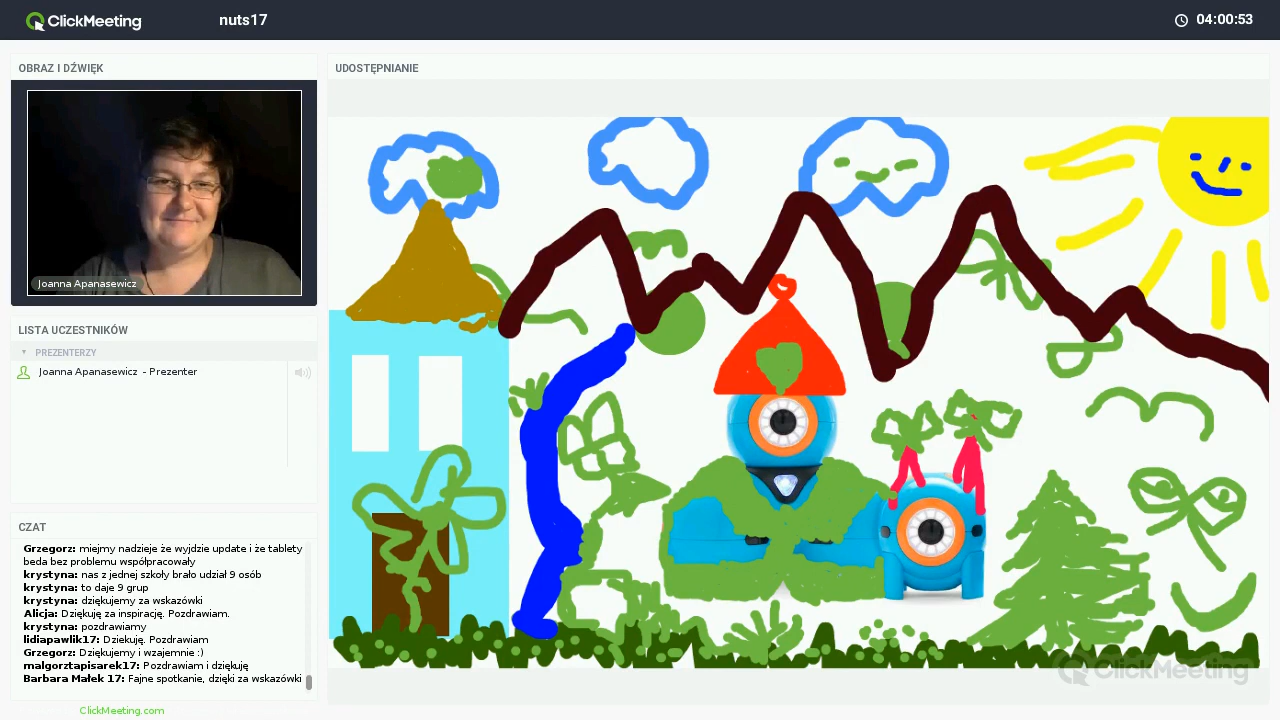 ClickMeeting
nuts17
04:00:53
OBRAZ I DŹWIĘK
UDOSTĘPNIANIE
Joanna Apanasewicz
LISTA UCZESTNIKÓW
PREZENTERZY
Joanna Apanasewicz - Prezenter
CZAT
Grzegorz: miejmy nadzieje że wyjdzie update i że tablety
beda bez problemu wspólpracowały
krystyna: nas z jednej szkoły brało udział 9 osób
krystyna: to daje 9 grup
krystyna: dziękujemy za wskazówki
Alicja: Dziękuję za inspirację. Pozdrawiam.
krystyna: pozdrawiamy
lidiapawlik17: Dziekuję. Pozdrawiam
Grzegorz: Dziękujemy i wzajemnie :)
malgorztapisarek17: Pozdrawiam i dziękuję
Barbara Małek 17: Fajne spotkanie, dzięki za wskazówki
ClickMeeting
ClickMeeting.com